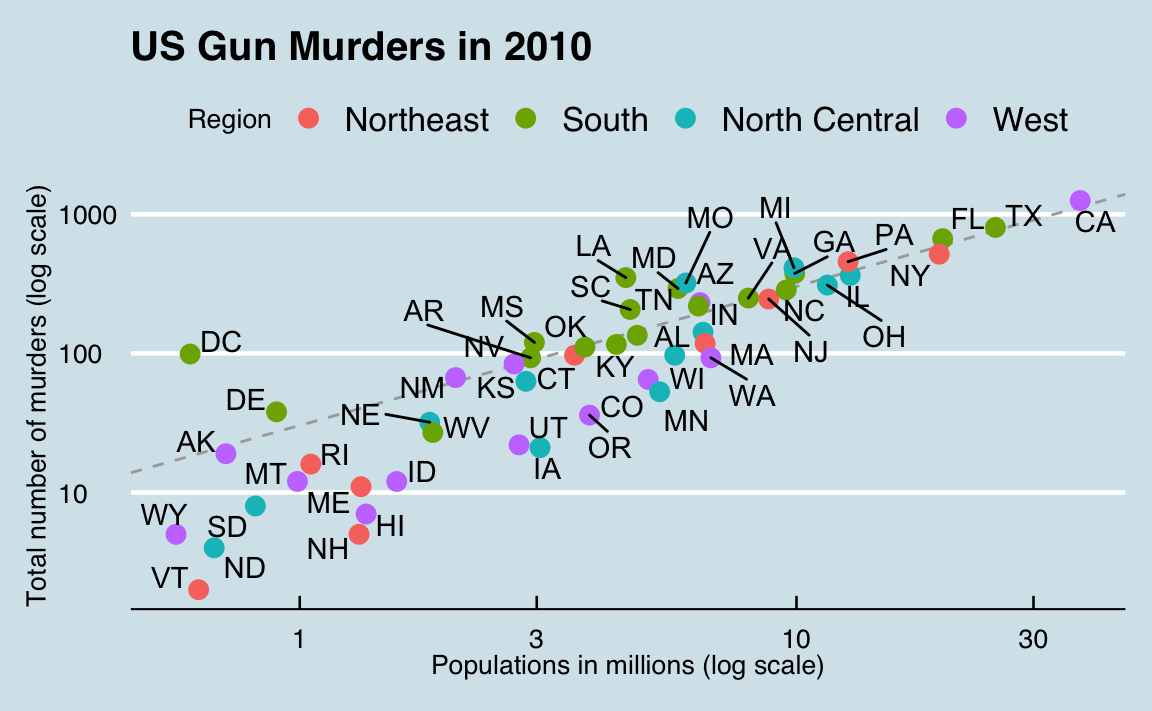 US Gun Murders in 2010
Region Northeast South North Central West
Total number of murders (log scale)
1000
100
10
MI
MO
FL
TX
CA
LA
MD
VA
GA
PA
AZ
NY
SC
TN
IL
AR
MS
OK
IN
NC
OH
DC
NV
AL
NJ
KY
MA
NM
KS
CT
WI
WA
DE
NE
WV
CO
MN
AK
UT
OR
RI
MT
ID
IA
ME
WY
SD
HI
NH
VT
ND
1
3
10
30
Populations in millions (log scale)